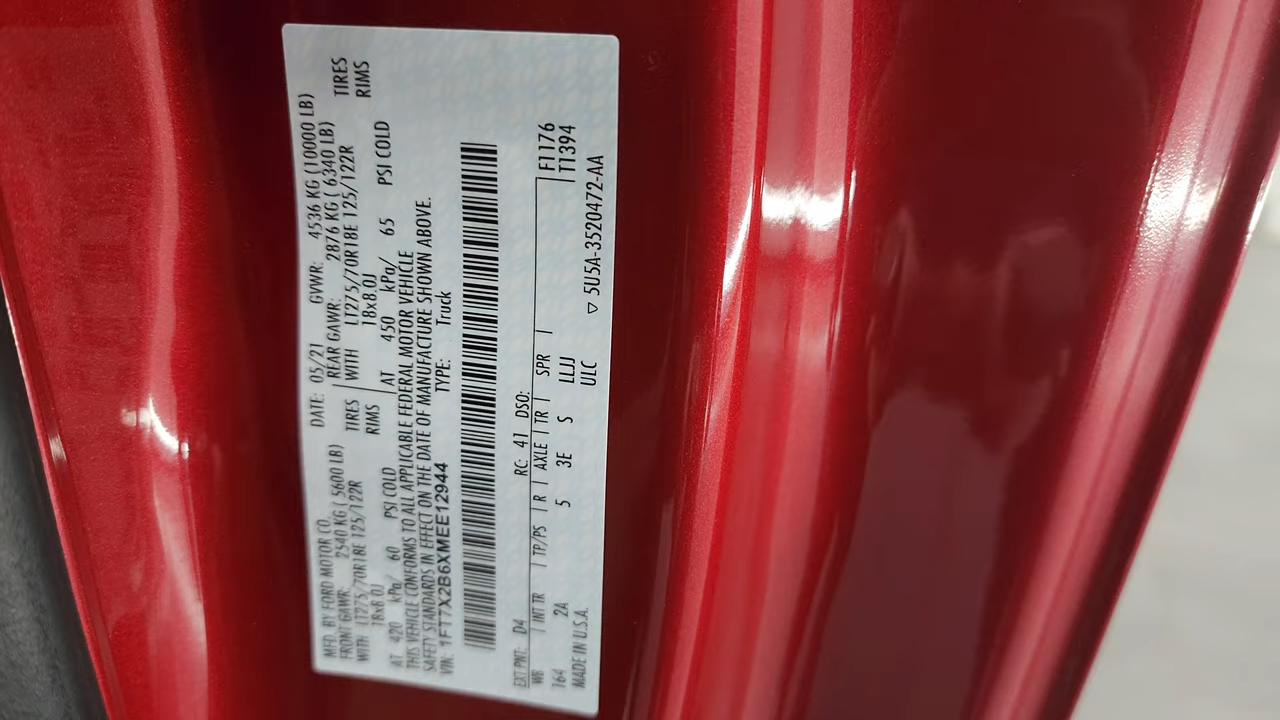 MFD. BY FORD MOTOR CO. DATE: 05/21 GVWR: 4536 KG (10000 LB)
FRONT GAWR: 2540 KG ( 5600 LB) REAR GAWR: 2876 KG ( 6340 LB)
WITH LT275/70R18E 125/122R TIRES WITH LT275/70R18E 125/122R TIRES
18x8.0J RIMS 18x8.0J RIMS
AT 420 kPa/ 60 PSI COLD AT 450 kPa/ 65 PSI COLD
THIS VEHICLE CONFORMS TO ALL APPLICABLE FEDERAL MOTOR VEHICLE
SAFETY STANDARDS IN EFFECT ON THE DATE OF MANUFACTURE SHOWN ABOVE.
VIN: 1FT7X2B6XMEE12944 TYPE: Truck
EXT PNT: D4 RC: 41 DSO:
WB INT TR TP/PS R AXLE TR SPR F1176
164 2A 5 3E S LLJJ T1394
MADE IN U.S.A. ULC
▽ 5U5A-3520472-AA